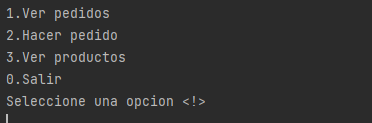 1.Ver pedidos
2.Hacer pedido
3.Ver productos
0.Salir
Seleccione una opcion <!>